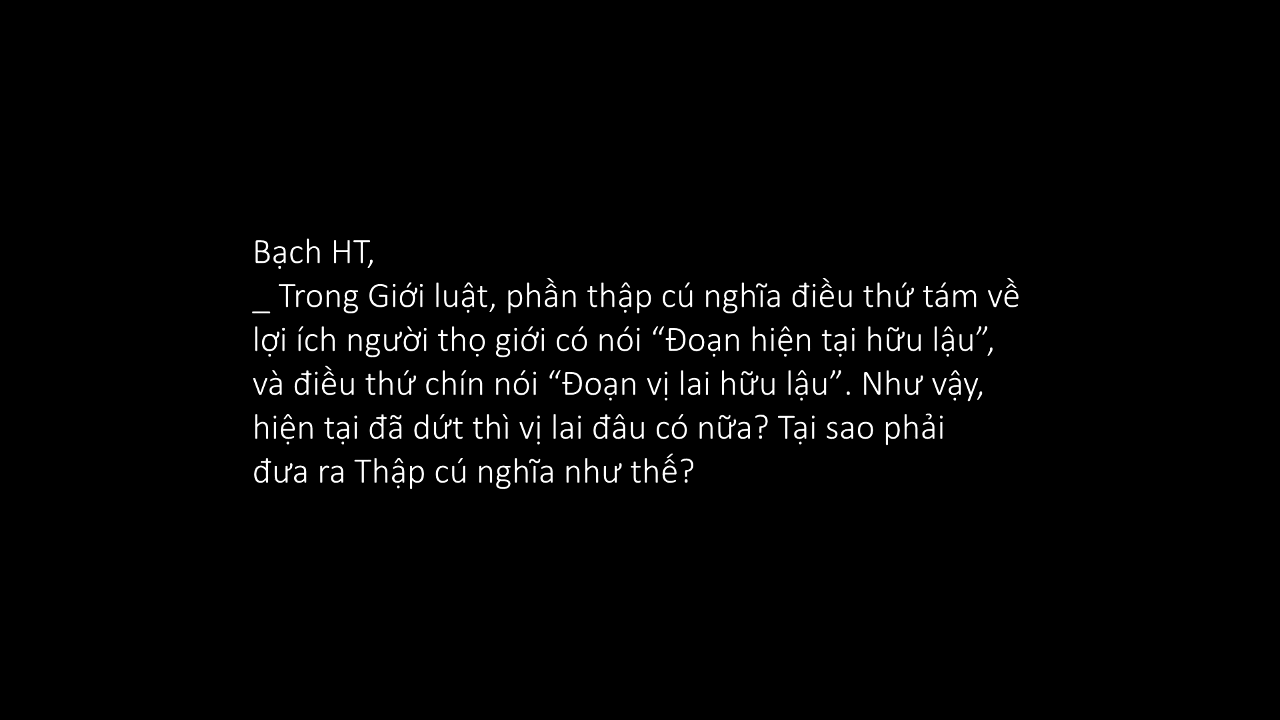 Bạch HT,
_ Trong Giới luật, phần thập cú nghĩa điều thứ tám về
lợi ích người thọ giới có nói “Đoạn hiện tại hữu lậu”,
và điều thứ chín nói “Đoạn vị lai hữu lậu”. Như vậy,
hiện tại đã dứt thì vị lai đâu có nữa? Tại sao phải
đưa ra Thập cú nghĩa như thế?